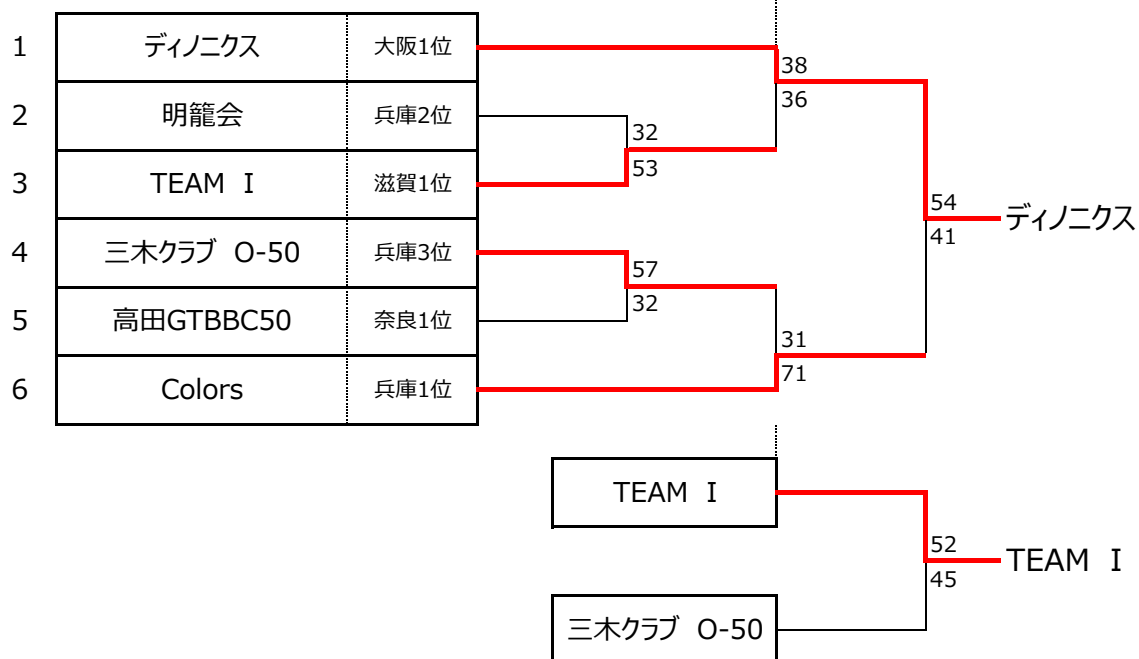 1 ディノニクス 大阪1位
38
36
2 明籠会 兵庫2位
32
53
3 TEAM I 滋賀1位
54
41
ディノニクス
4 三木クラブ O-50 兵庫3位
57
32
5 高田GTBBC50 奈良1位
31
71
6 Colors 兵庫1位
TEAM I
52
45
TEAM I
三木クラブ O-50